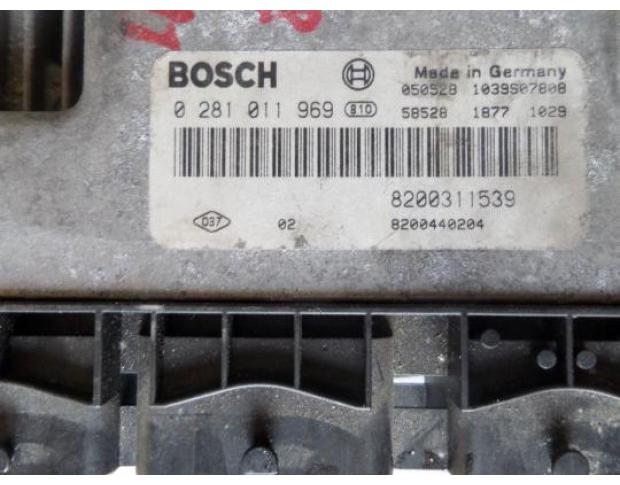 BOSCH
Made in Germany
050528 1039S07808
0 281 011 969 810 58528 1877 1029
8200311539
D37 02 8200440204